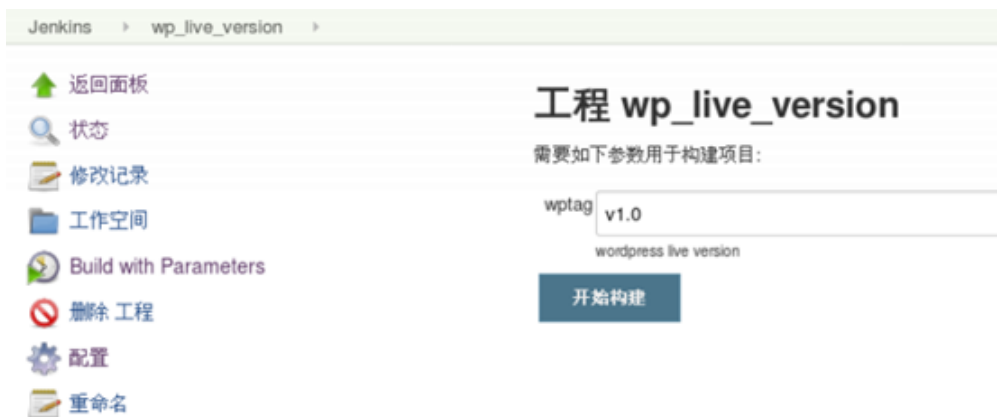 Jenkins wp_live_version
返回面板
状态
修改记录
工作空间
Build with Parameters
删除 工程
配置
重命名
工程 wp_live_version
需要如下参数用于构建项目:
wptag v1.0
wordpress live version
开始构建